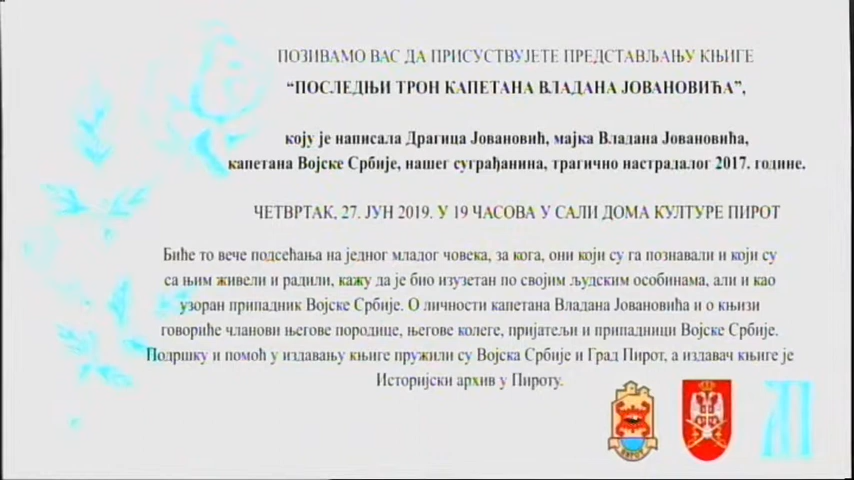 ПОЗИВАМО ВАС ДА ПРИСУСТВУЈЕТЕ ПРЕДСТАВЉАЊУ КЊИГЕ
“ПОСЛЕДЊИ ТРОН КАПЕТАНА ВЛАДАНА ЈОВАНОВИЋА”,
коју је написала Драгица Јовановић, мајка Владана Јовановића,
капетана Војске Србије, нашег суграђанина, трагично настрадалог 2017. године.
ЧЕТВРТАК, 27. ЈУН 2019. У 19 ЧАСОВА У САЛИ ДОМА КУЛТУРЕ ПИРОТ
Биће то вече подсећања на једног младог човека, за кога, они који су га познавали и који су
са њим живели и радили, кажу да је био изузетан по својим људским особинама, али и као
узоран припадник Војске Србије. О личности капетана Владана Јовановића и о књизи
говориће чланови његове породице, његове колеге, пријатељи и припадници Војске Србије.
Подршку и помоћ у издавању књиге пружили су Војска Србије и Град Пирот, а издавач књиге је
Историјски архив у Пироту.
ПИРОТ